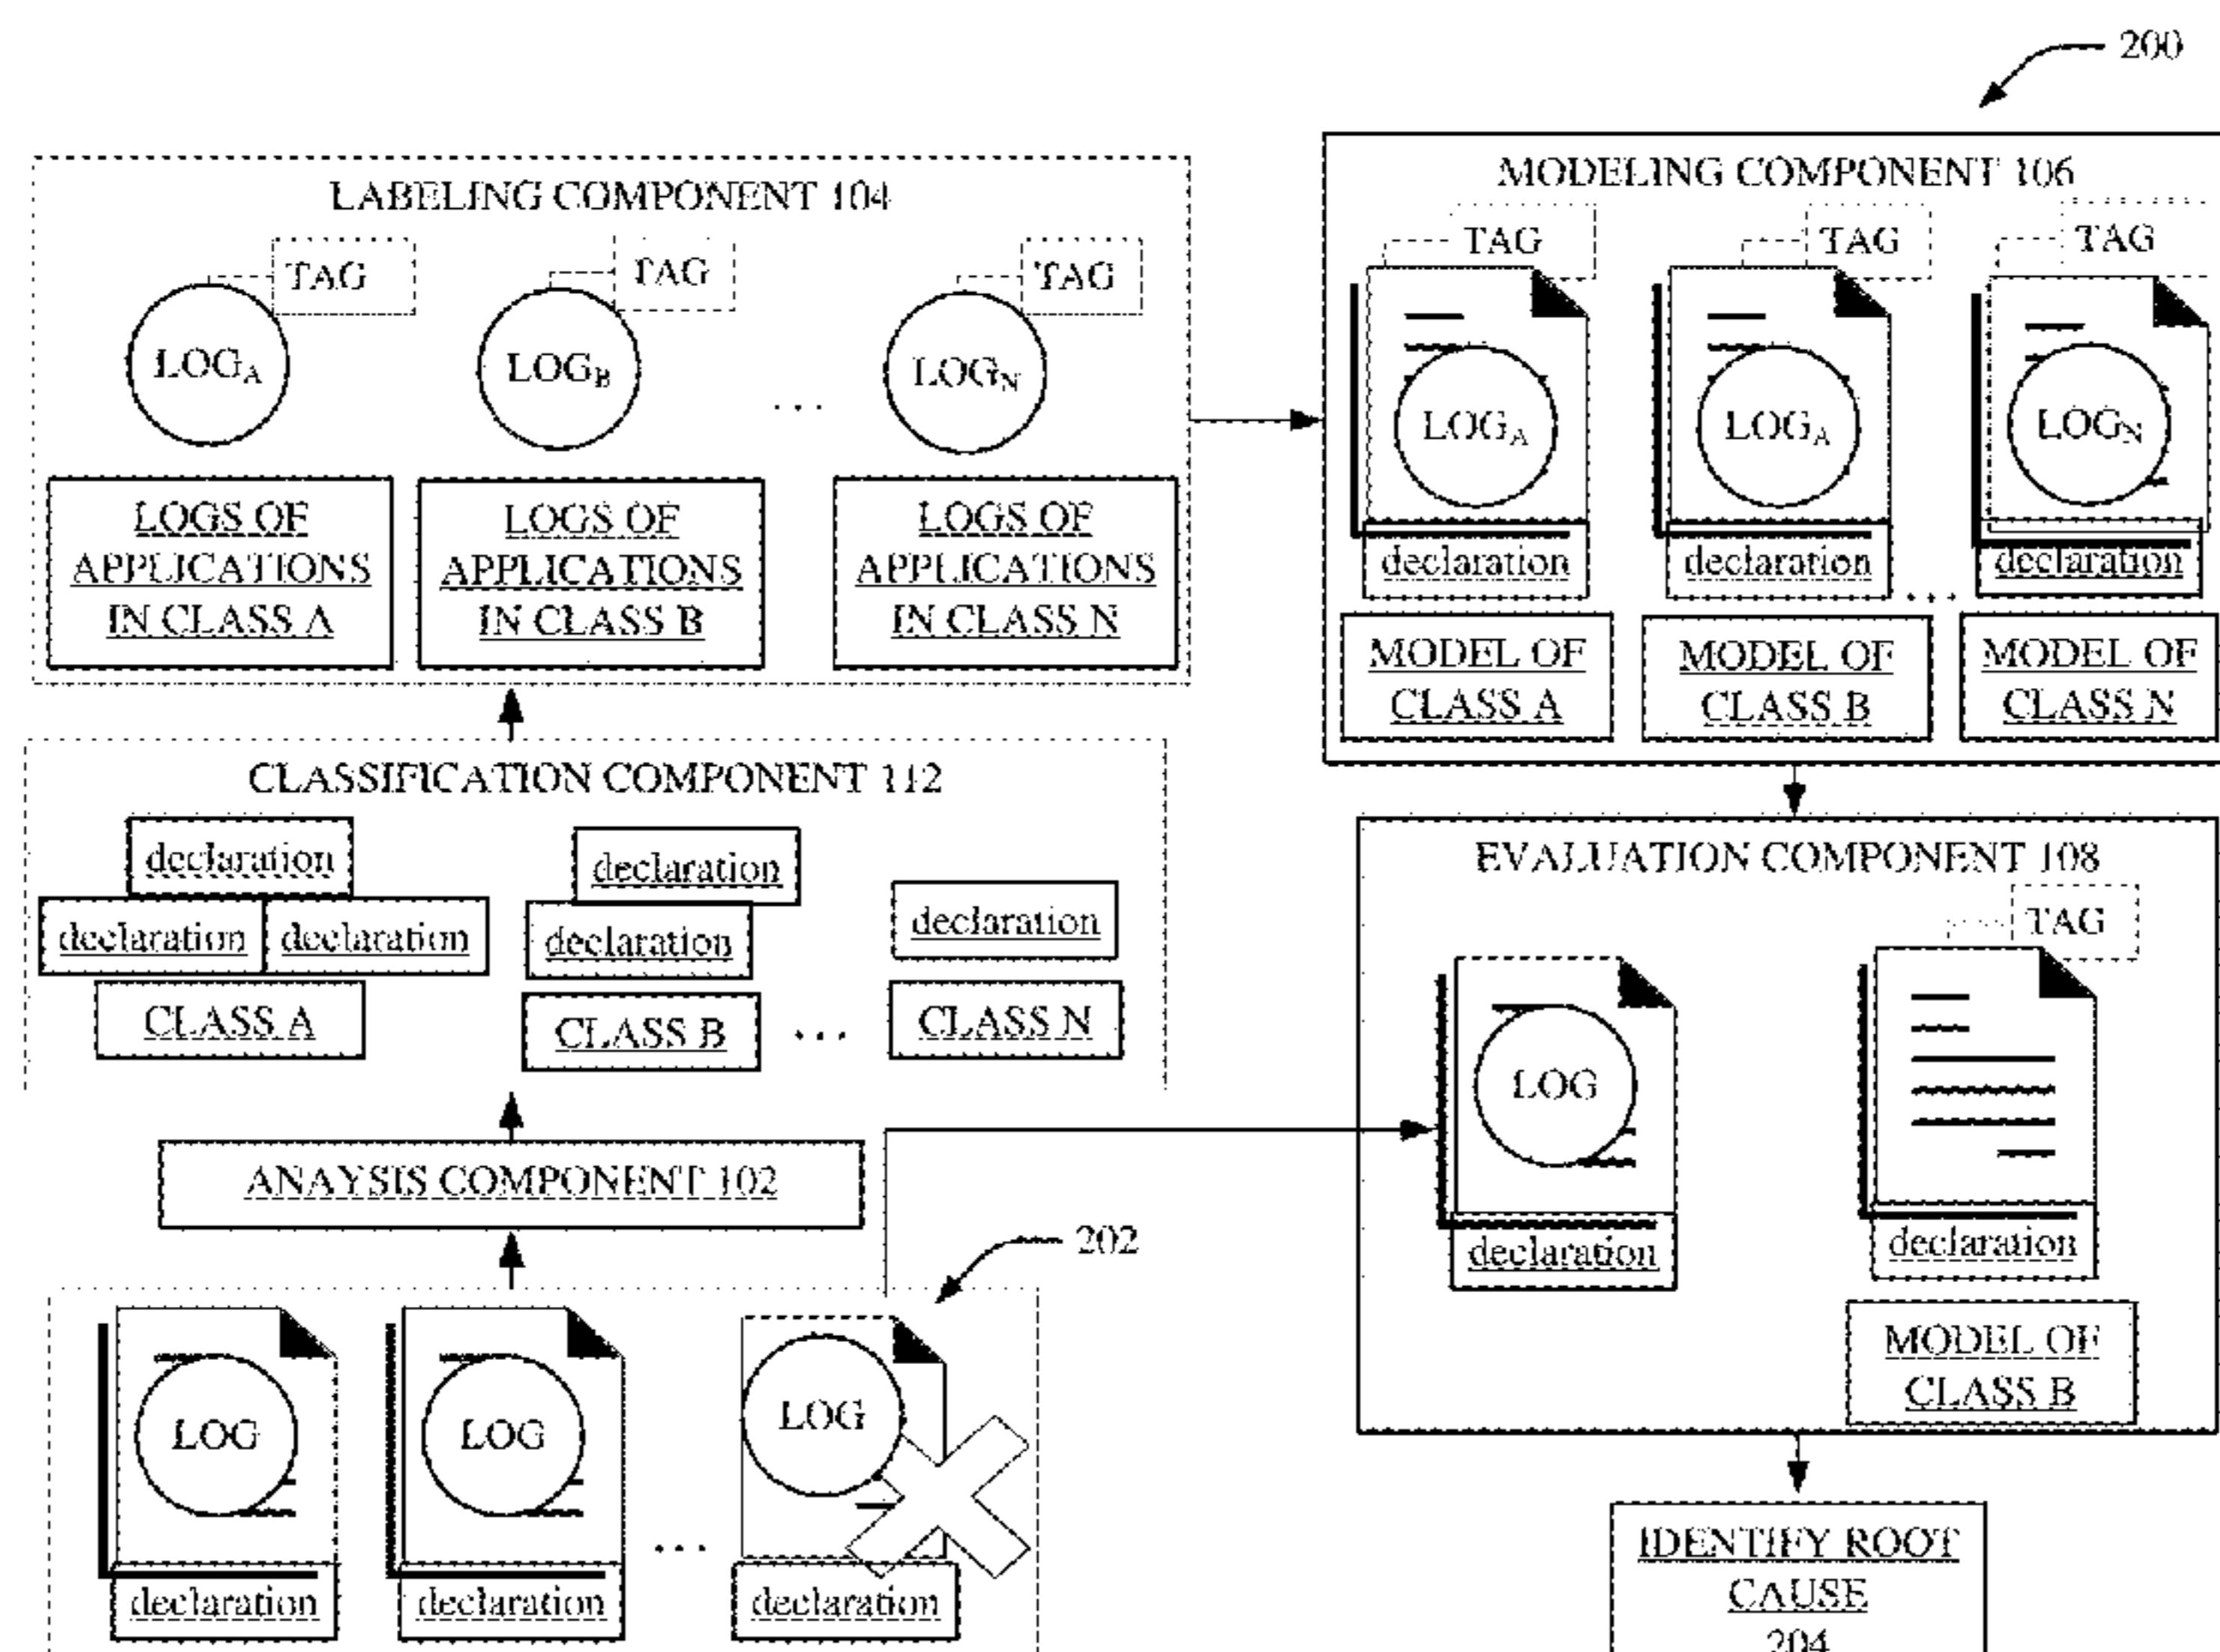 200
LABELING COMPONENT 104
TAG
TAG
TAG
LOGA
LOGB
LOGN
...
LOGS OF
APPLICATIONS
IN CLASS A
LOGS OF
APPLICATIONS
IN CLASS B
LOGS OF
APPLICATIONS
IN CLASS N
MODELING COMPONENT 106
TAG
TAG
TAG
LOGA
LOGA
LOGN
declaration
declaration
...
declaration
MODEL OF
CLASS A
MODEL OF
CLASS B
MODEL OF
CLASS N
CLASSIFICATION COMPONENT 112
declaration
declaration
declaration
CLASS A
declaration
declaration
CLASS B
...
declaration
CLASS N
EVALUATION COMPONENT 108
TAG
LOG
declaration
declaration
MODEL OF
CLASS B
ANAYSIS COMPONENT 102
202
LOG
LOG
LOG
...
declaration
declaration
declaration
IDENTIFY ROOT
CAUSE
204